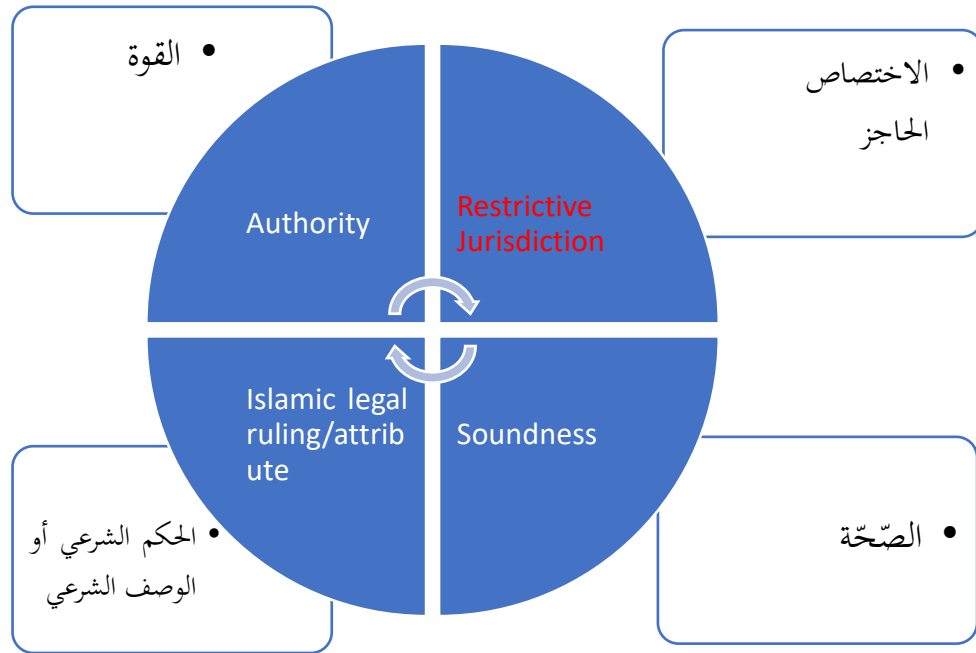 • القوة
• الاختصاص
الحاجز
Authority
Restrictive
Jurisdiction
Islamic legal
ruling/attrib
ute
Soundness
• الحكم الشرعي أو
الوصف الشرعي
• الصّحّة